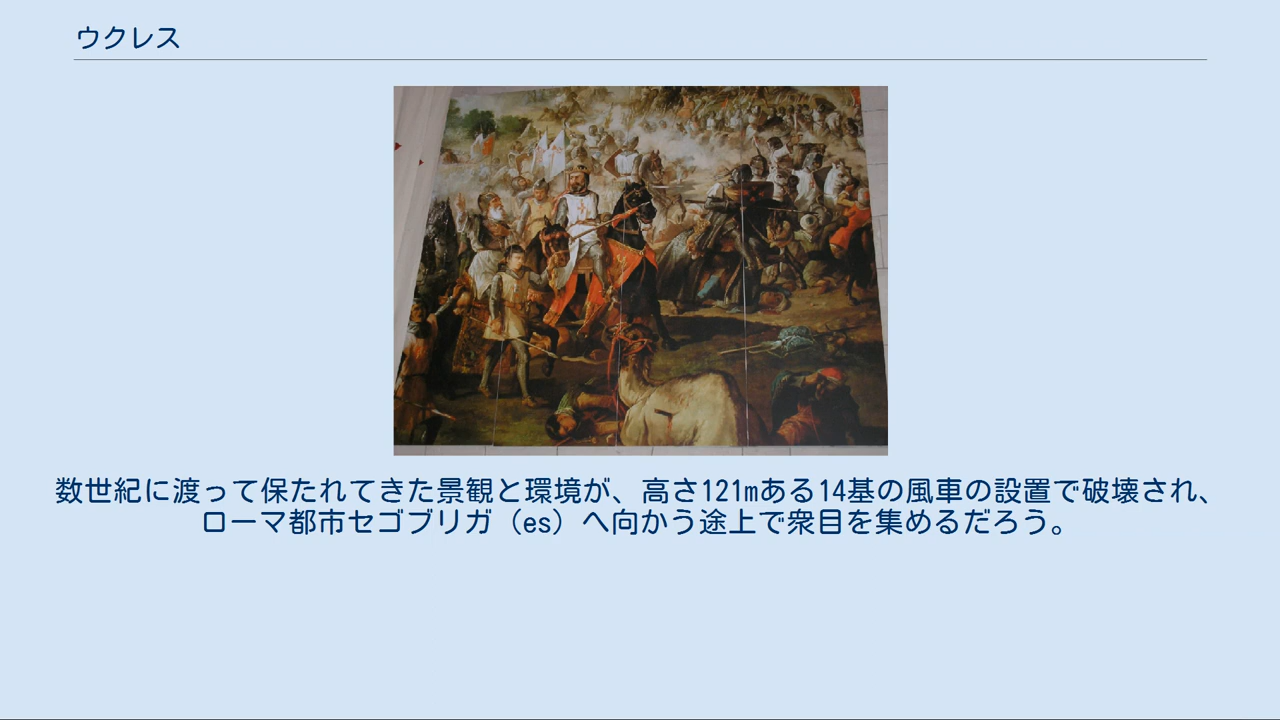 ウクレス
数世紀に渡って保たれてきた景観と環境が、高さ121mある14基の風車の設置で破壊され、
ローマ都市セゴブリガ（es）へ向かう途上で衆目を集めるだろう。